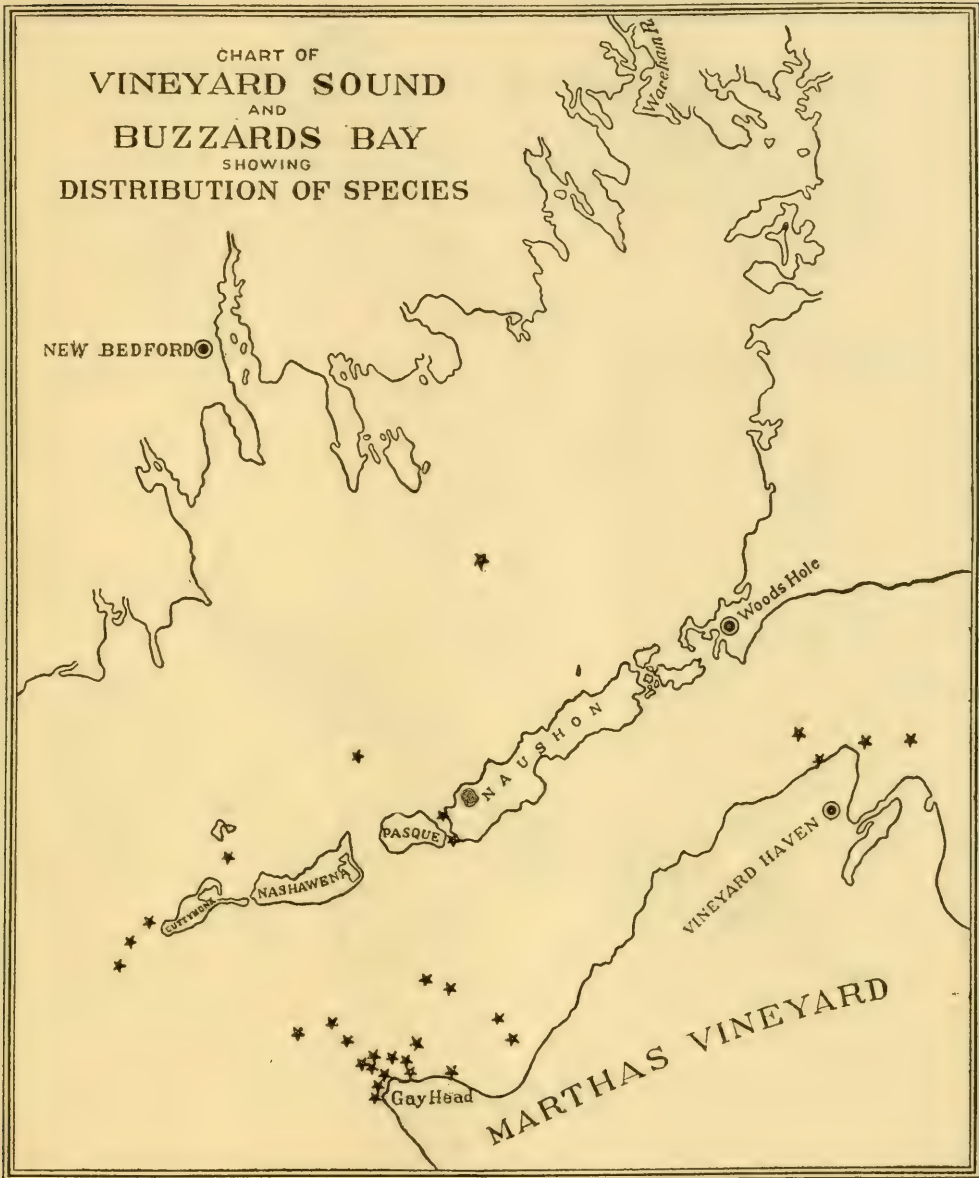 CHART OF
VINEYARD SOUND
AND
BUZZARDS BAY
SHOWING
DISTRIBUTION OF SPECIES
Wareham R.
NEW BEDFORD
Woods Hole
NAUSHON
PASQUE
NASHAWENA
CUTTYHUNK
VINEYARD HAVEN
Gay Head
MARTHAS VINEYARD